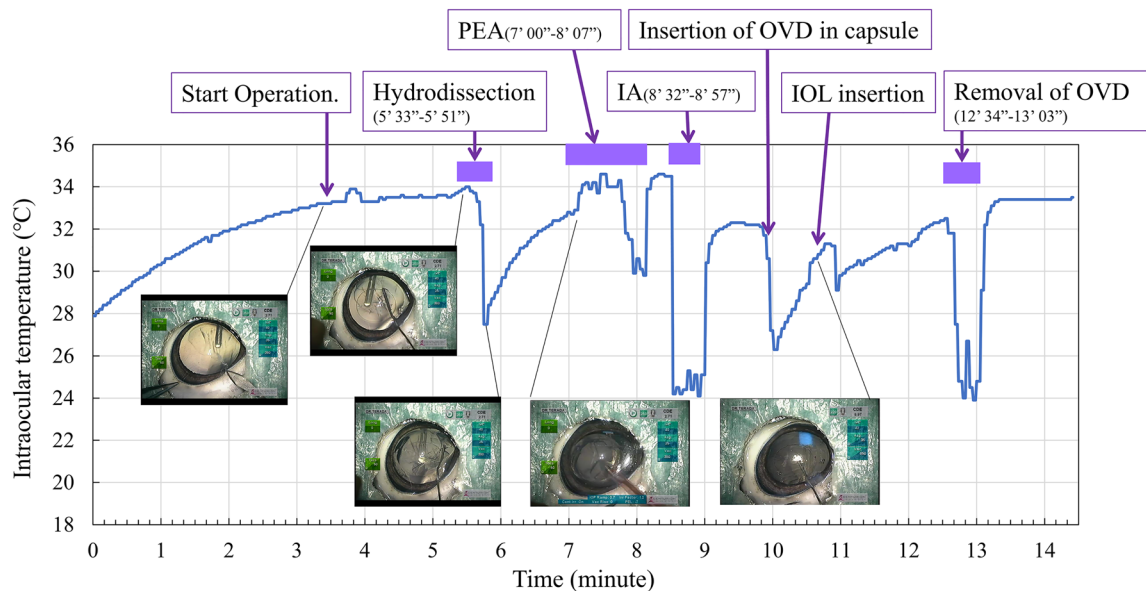 PEA(7’ 00”-8’ 07”)
Insertion of OVD in capsule
Start Operation.
Hydrodissection
(5’ 33”-5’ 51”)
IA(8’ 32”-8’ 57”)
IOL insertion
Removal of OVD
(12’ 34”-13’ 03”)
Intraocular temperature (℃)
36
34
32
30
28
26
24
22
20
18
0 1 2 3 4 5 6 7 8 9 10 11 12 13 14
Time (minute)